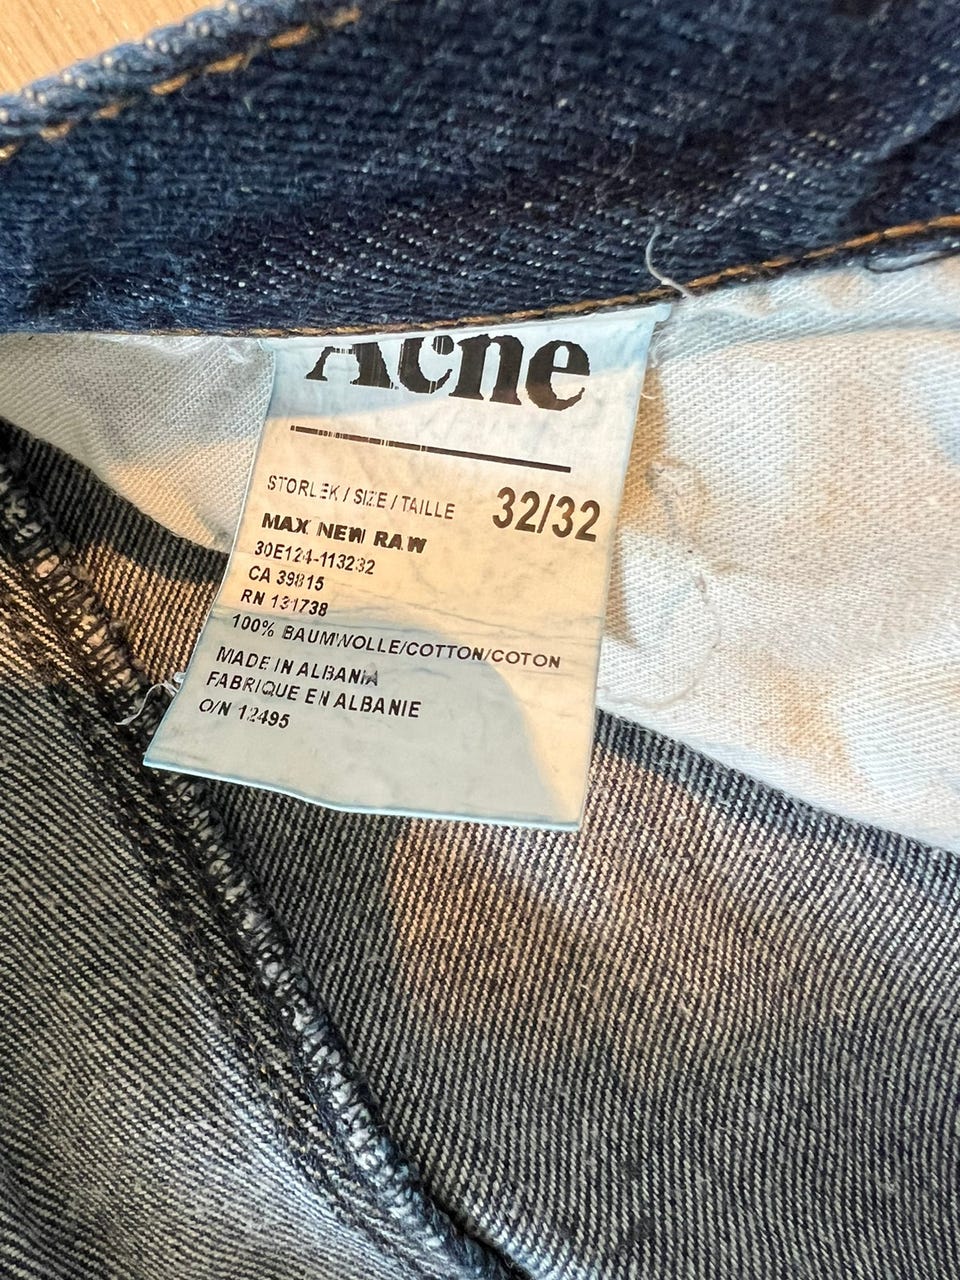 Acne
STORLEK / SIZE / TAILLE 32/32
MAX NEW RAW
30E124-113232
CA 39815
RN 131738
100% BAUMWOLLE/COTTON/COTON
MADE IN ALBANIA
FABRIQUE EN ALBANIE
O/N 12495